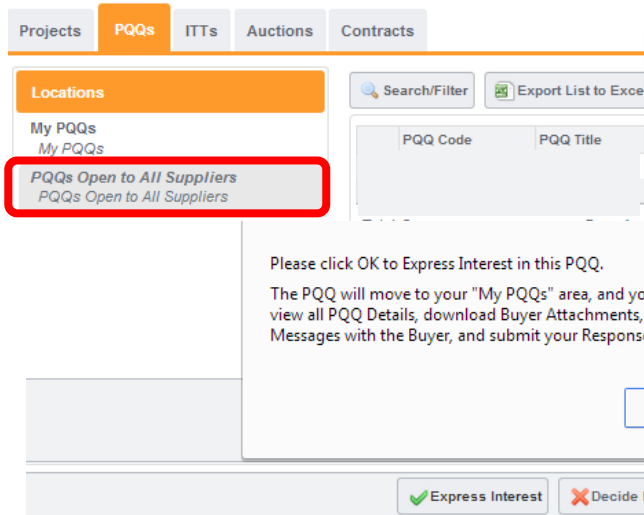 Projects PQQs ITTs Auctions Contracts
Locations
My PQQs
My PQQs
PQQs Open to All Suppliers
PQQs Open to All Suppliers
Search/Filter Export List to Exce
PQQ Code PQQ Title
Please click OK to Express Interest in this PQQ.
The PQQ will move to your "My PQQs" area, and yo
view all PQQ Details, download Buyer Attachments,
Messages with the Buyer, and submit your Respons
Express Interest Decide